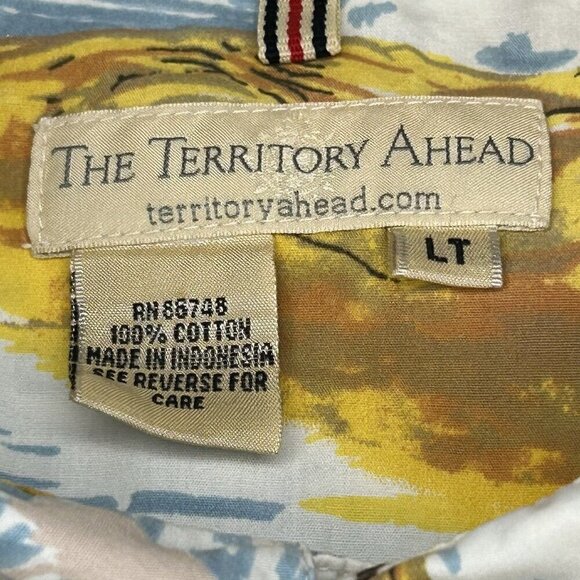 THE TERRITORY AHEAD
territoryahead.com
LT
RN 88748
100% COTTON
MADE IN INDONESIA
SEE REVERSE FOR
CARE